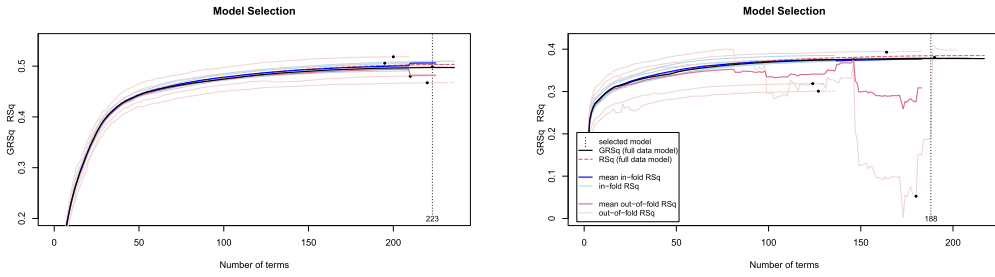 Model Selection
0.5
0.4
0.3
0.2
GRSq   RSq
0
50
100
150
200
223
Number of terms
Model Selection
0.4
0.3
0.2
0.1
0
GRSq   RSq
selected model
GRSq (full data model)
RSq (full data model)
mean in−fold RSq
in−fold RSq
mean out−of−fold RSq
out−of−fold RSq
188
0
50
100
150
200
Number of terms